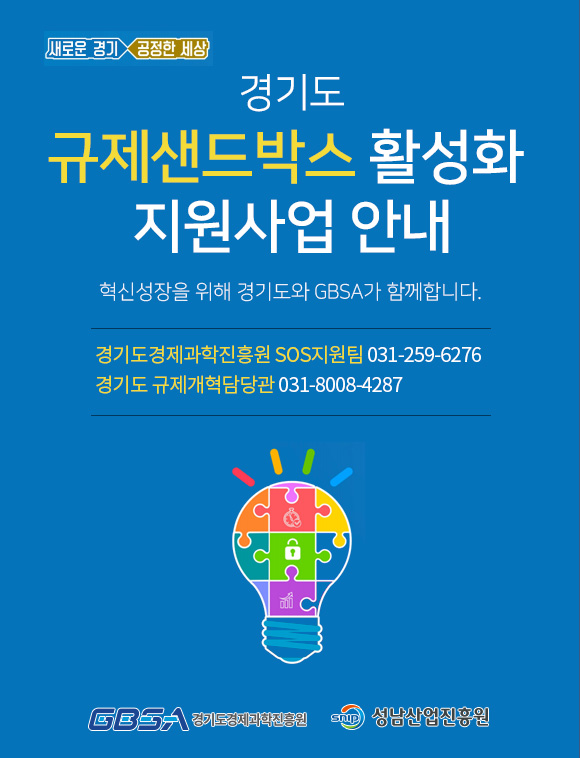 새로운 경기 공정한 세상
경기도
규제샌드박스 활성화
지원사업 안내
혁신성장을 위해 경기도와 GBSA가 함께합니다.
경기도경제과학진흥원 SOS지원팀 031-259-6276
경기도 규제개혁담당관 031-8008-4287
GBSA 경기도경제과학진흥원 snip 성남산업진흥원